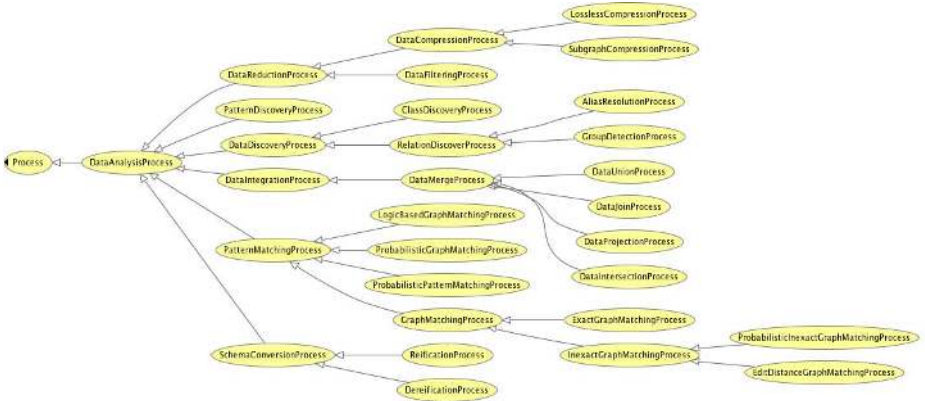 LosslessCompressionProcess
DataCompressionProcess
SubgraphCompressionProcess
DataReductionProcess
DataFilteringProcess
PatternDiscoveryProcess
ClassDiscoveryProcess
AliasResolutionProcess
DataDiscoveryProcess
RelationDiscoverProcess
GroupDetectionProcess
Process
DataAnalysisProcess
DataIntegrationProcess
DataMergeProcess
DataUnionProcess
DataJoinProcess
LogicBasedGraphMatchingProcess
DataProjectionProcess
PatternMatchingProcess
ProbabilisticGraphMatchingProcess
DataIntersectionProcess
ProbabilisticPatternMatchingProcess
GraphMatchingProcess
ExactGraphMatchingProcess
ProbabilisticInexactGraphMatchingProcess
SchemaConversionProcess
ReificationProcess
InexactGraphMatchingProcess
EditDistanceGraphMatchingProcess
DereificationProcess